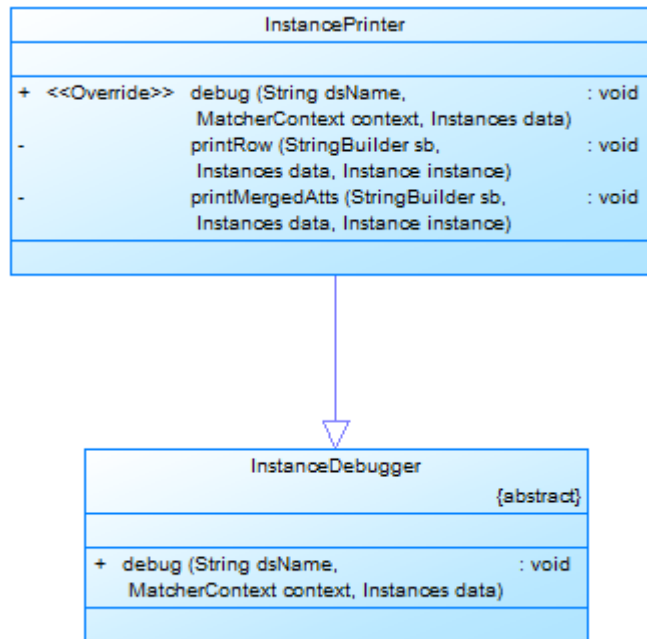 InstancePrinter
+ <<Override>> debug (String dsName, : void
MatcherContext context, Instances data)
- printRow (StringBuilder sb, : void
Instances data, Instance instance)
- printMergedAtts (StringBuilder sb, : void
Instances data, Instance instance)
InstanceDebugger
{abstract}
+ debug (String dsName, : void
MatcherContext context, Instances data)